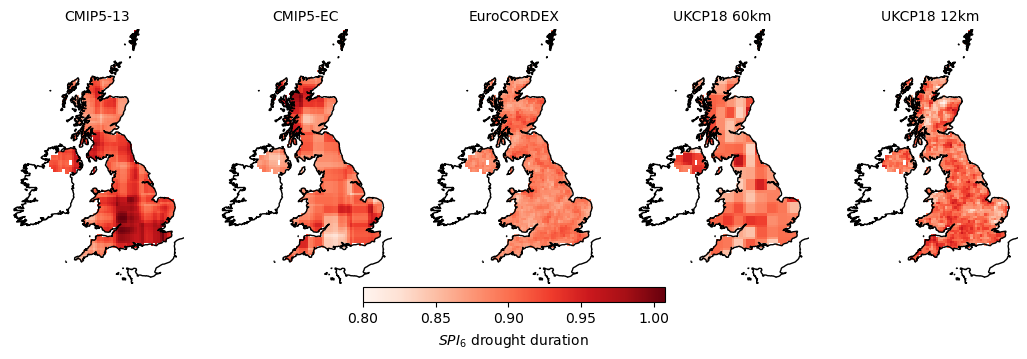 CMIP5-13 CMIP5-EC EuroCORDEX UKCP18 60km UKCP18 12km
0.80 0.85 0.90 0.95 1.00
SPI₆ drought duration